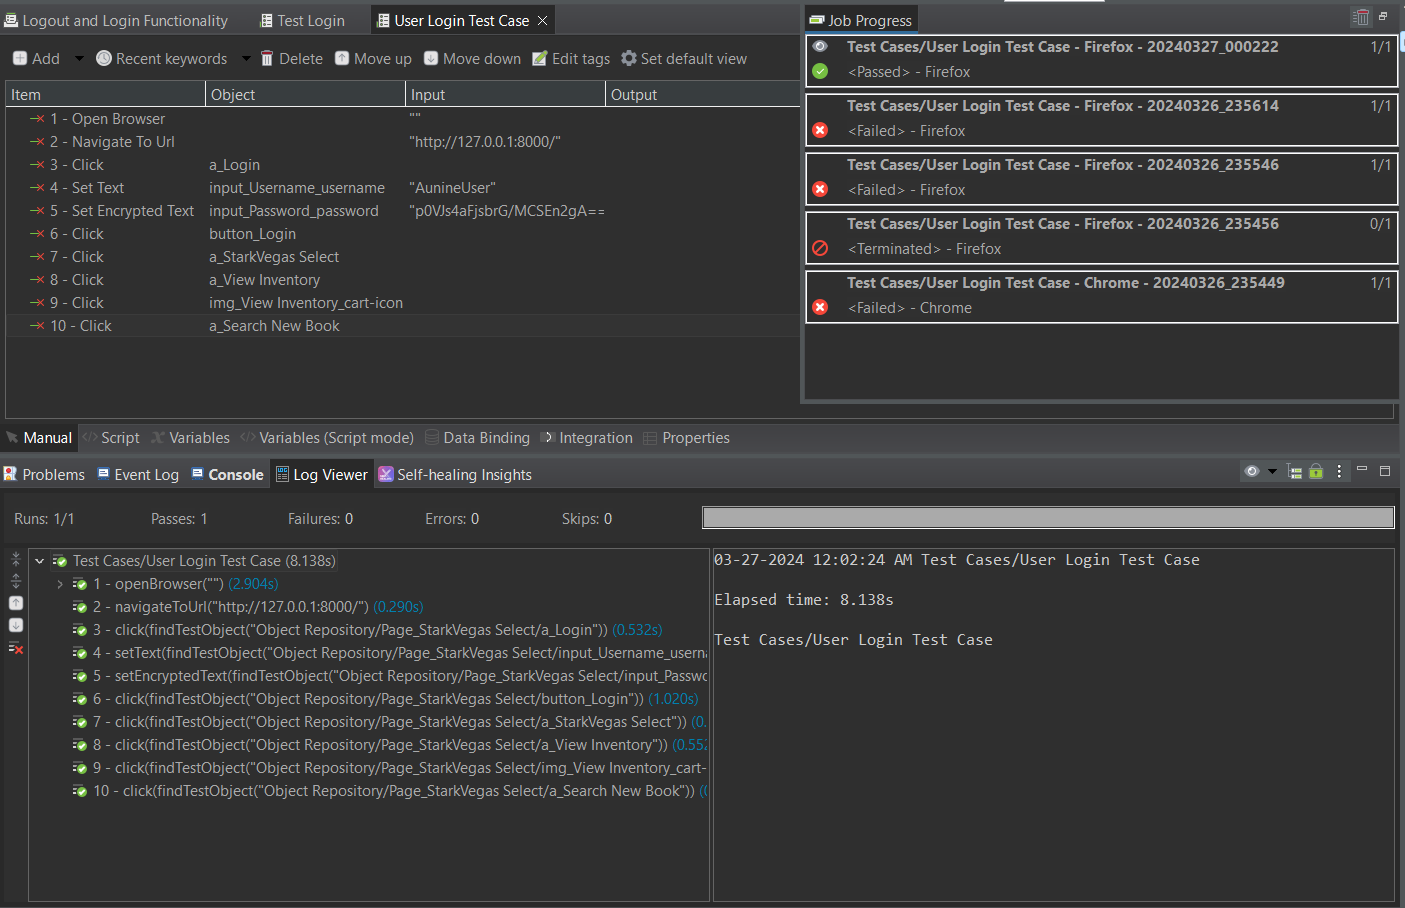 Logout and Login Functionality
Test Login
User Login Test Case
Add
Recent keywords
Delete
Move up
Move down
Edit tags
Set default view
Item Object Input Output
1 - Open Browser ""
2 - Navigate To Url "http://127.0.0.1:8000/"
3 - Click a_Login
4 - Set Text input_Username_username "AunineUser"
5 - Set Encrypted Text input_Password_password "p0VJs4aFjsbrG/MCSEn2gA==
6 - Click button_Login
7 - Click a_StarkVegas Select
8 - Click a_View Inventory
9 - Click img_View Inventory_cart-icon
10 - Click a_Search New Book
Job Progress
Test Cases/User Login Test Case - Firefox - 20240327_000222 1/1
<Passed> - Firefox
Test Cases/User Login Test Case - Firefox - 20240326_235614 1/1
<Failed> - Firefox
Test Cases/User Login Test Case - Firefox - 20240326_235546 1/1
<Failed> - Firefox
Test Cases/User Login Test Case - Firefox - 20240326_235456 0/1
<Terminated> - Firefox
Test Cases/User Login Test Case - Chrome - 20240326_235449 1/1
<Failed> - Chrome
Manual Script Variables Variables (Script mode) Data Binding Integration Properties
Problems Event Log Console Log Viewer Self-healing Insights
Runs: 1/1 Passes: 1 Failures: 0 Errors: 0 Skips: 0
Test Cases/User Login Test Case (8.138s)
1 - openBrowser("") (2.904s)
2 - navigateToUrl("http://127.0.0.1:8000/") (0.290s)
3 - click(findTestObject("Object Repository/Page_StarkVegas Select/a_Login")) (0.532s)
4 - setText(findTestObject("Object Repository/Page_StarkVegas Select/input_Username_usern
5 - setEncryptedText(findTestObject("Object Repository/Page_StarkVegas Select/input_Passwo
6 - click(findTestObject("Object Repository/Page_StarkVegas Select/button_Login")) (1.020s)
7 - click(findTestObject("Object Repository/Page_StarkVegas Select/a_StarkVegas Select")) (0.
8 - click(findTestObject("Object Repository/Page_StarkVegas Select/a_View Inventory")) (0.552
9 - click(findTestObject("Object Repository/Page_StarkVegas Select/img_View Inventory_cart-
10 - click(findTestObject("Object Repository/Page_StarkVegas Select/a_Search New Book")) (
03-27-2024 12:02:24 AM Test Cases/User Login Test Case
Elapsed time: 8.138s
Test Cases/User Login Test Case